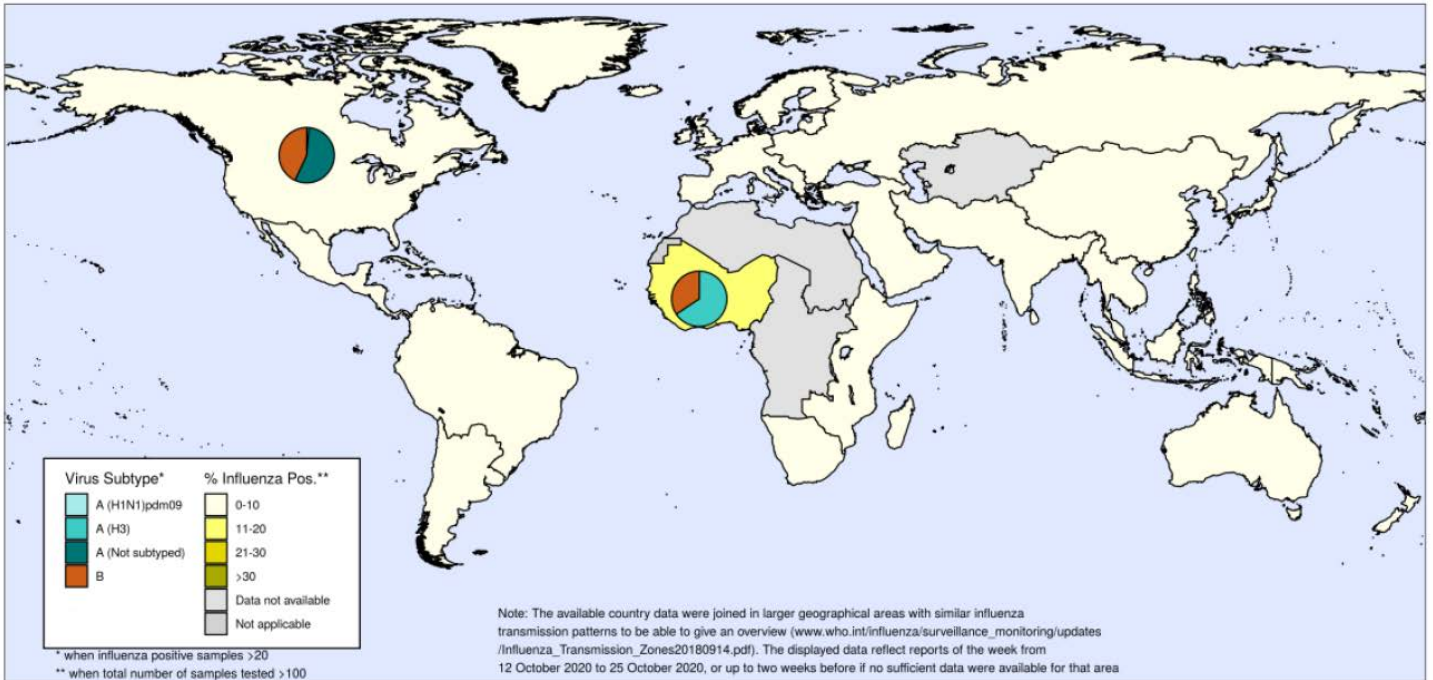 Virus Subtype*
A (H1N1)pdm09
A (H3)
A (Not subtyped)
B
% Influenza Pos.**
0-10
11-20
21-30
>30
Data not available
Not applicable
* when influenza positive samples >20
** when total number of samples tested >100
Note: The available country data were joined in larger geographical areas with similar influenza
transmission patterns to be able to give an overview (www.who.int/influenza/surveillance_monitoring/updates
/Influenza_Transmission_Zones20180914.pdf). The displayed data reflect reports of the week from
12 October 2020 to 25 October 2020, or up to two weeks before if no sufficient data were available for that area